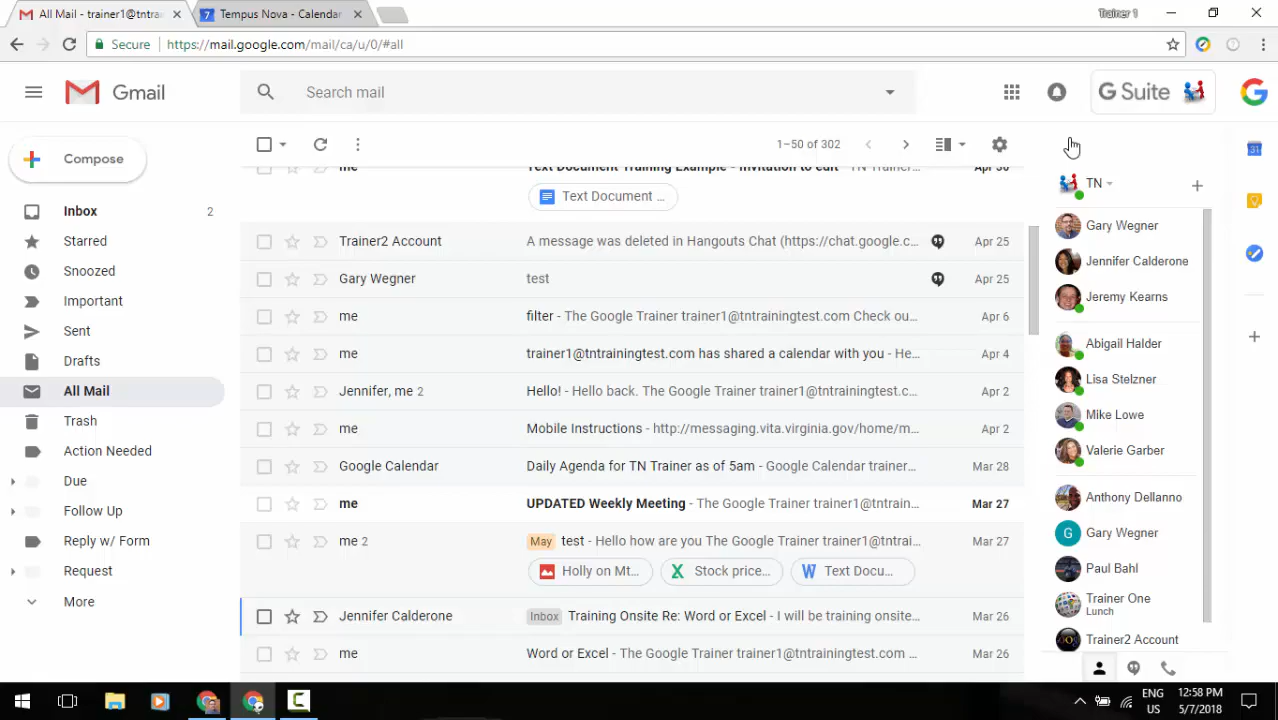 All Mail - trainer1@tntra
Tempus Nova - Calendar
Trainer 1
Secure
https://mail.google.com/mail/ca/u/0/#all
Gmail
Search mail
G Suite
Compose
1–50 of 302
Inbox 2
Starred
Snoozed
Important
Sent
Drafts
All Mail
Trash
Action Needed
Due
Follow Up
Reply w/ Form
Request
More
me Text Document Training Example - Invitation to edit - TN Trainer Apr 30
Text Document ...
Trainer2 Account A message was deleted in Hangouts Chat (https://chat.google.c... Apr 25
Gary Wegner test Apr 25
me filter - The Google Trainer trainer1@tntrainingtest.com Check ou... Apr 6
me trainer1@tntrainingtest.com has shared a calendar with you - He... Apr 4
Jennifer, me 2 Hello! - Hello back. The Google Trainer trainer1@tntrainingtest.c... Apr 2
me Mobile Instructions - http://messaging.vita.virginia.gov/home/m... Apr 2
Google Calendar Daily Agenda for TN Trainer as of 5am - Google Calendar trainer... Mar 28
me UPDATED Weekly Meeting - The Google Trainer trainer1@tntrain... Mar 27
me 2 May test - Hello how are you The Google Trainer trainer1@tntrai... Mar 27
Holly on Mt... Stock price... Text Docu...
Jennifer Calderone Inbox Training Onsite Re: Word or Excel - I will be training onsite... Mar 26
me Word or Excel - The Google Trainer trainer1@tntrainingtest.com ... Mar 26
TN
Gary Wegner
Jennifer Calderone
Jeremy Kearns
Abigail Halder
Lisa Stelzner
Mike Lowe
Valerie Garber
Anthony Dellanno
G Gary Wegner
Paul Bahl
Trainer One
Lunch
Trainer2 Account
31
ENG
US
12:58 PM
5/7/2018